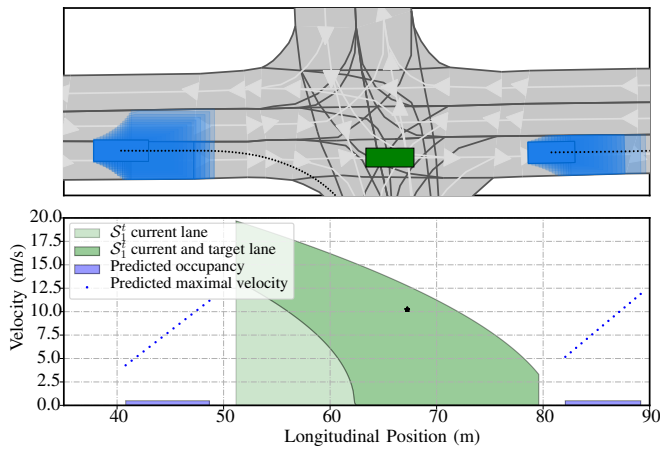 20.0
17.5
15.0
12.5
10.0
7.5
5.0
2.5
0.0
Velocity (m/s)
𝒮₁ᵗ current lane
𝒮₁ᵗ current and target lane
Predicted occupancy
Predicted maximal velocity
40 50 60 70 80 90
Longitudinal Position (m)